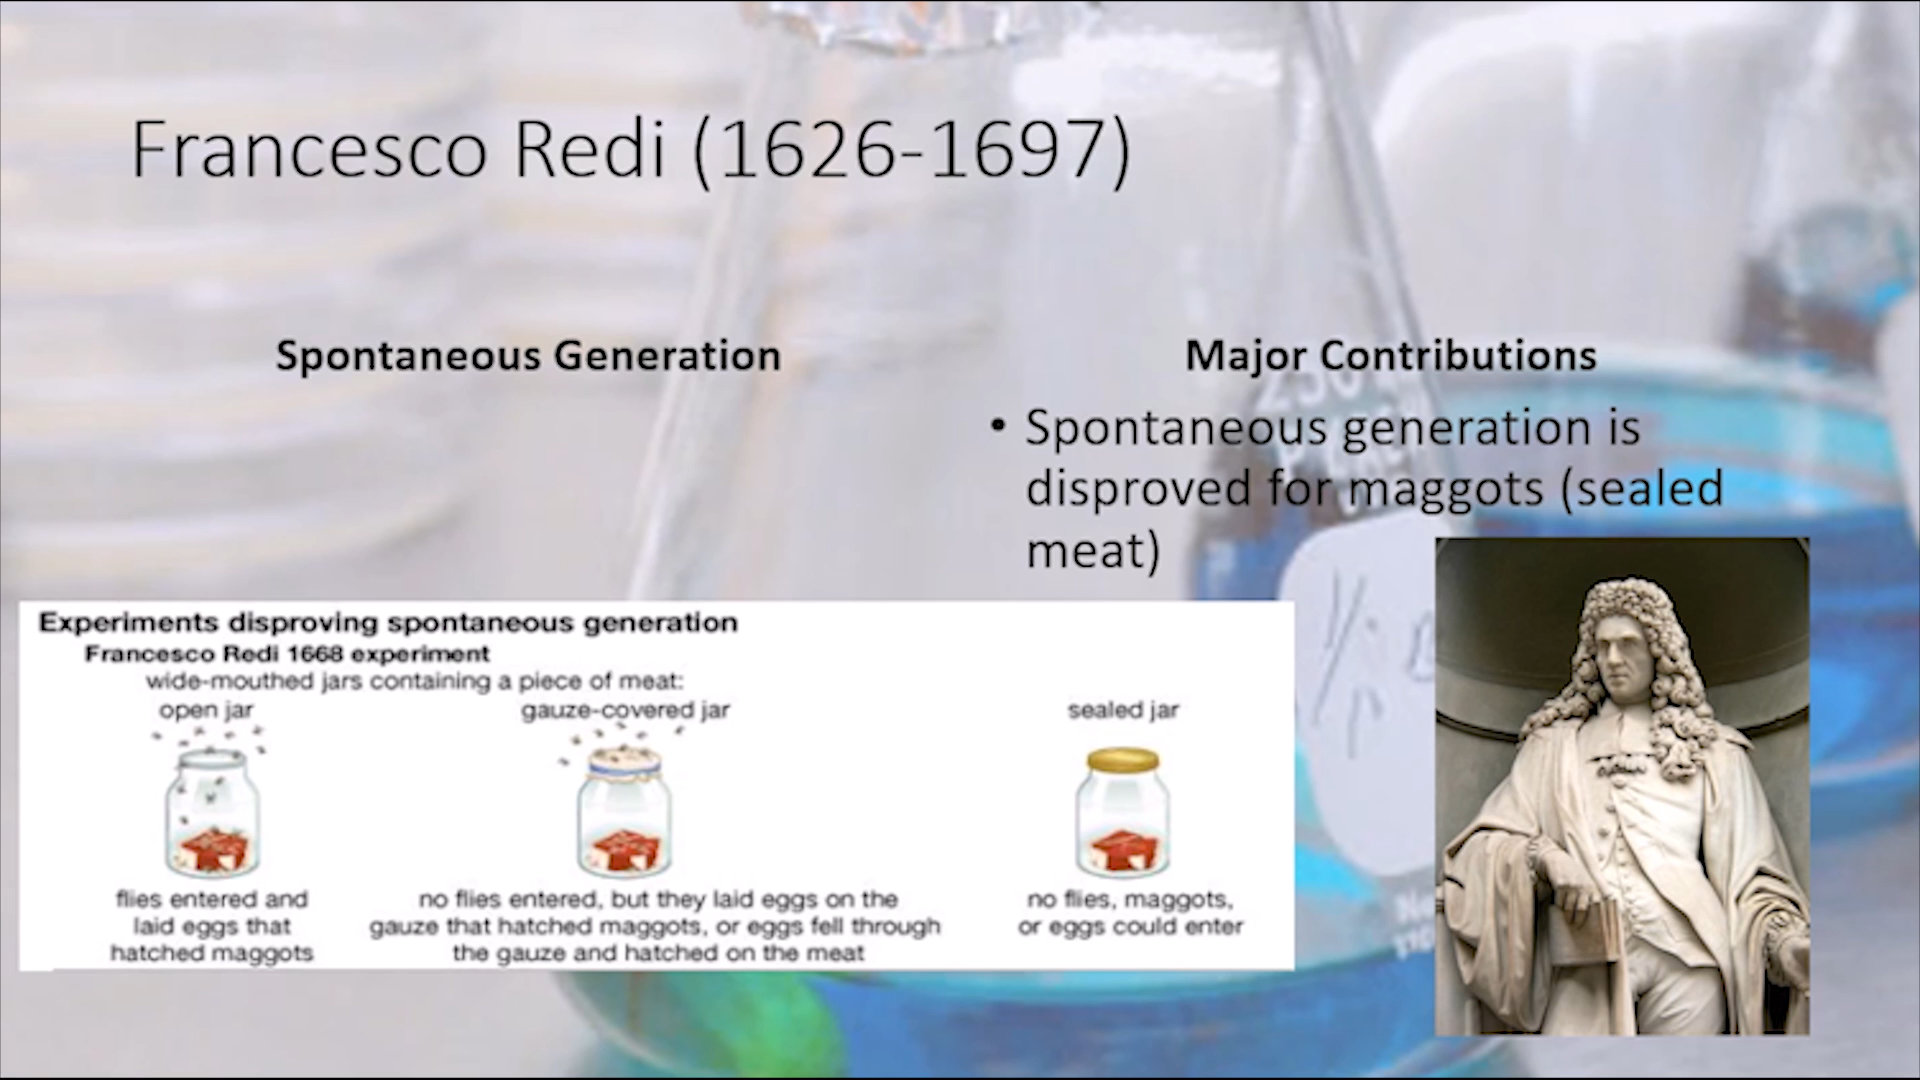 Francesco Redi (1626-1697)
Spontaneous Generation
Major Contributions
• Spontaneous generation is
disproved for maggots (sealed
meat)
Experiments disproving spontaneous generation
Francesco Redi 1668 experiment
wide-mouthed jars containing a piece of meat:
open jar
flies entered and
laid eggs that
hatched maggots
gauze-covered jar
no flies entered, but they laid eggs on the
gauze that hatched maggots, or eggs fell through
the gauze and hatched on the meat
sealed jar
no flies, maggots,
or eggs could enter